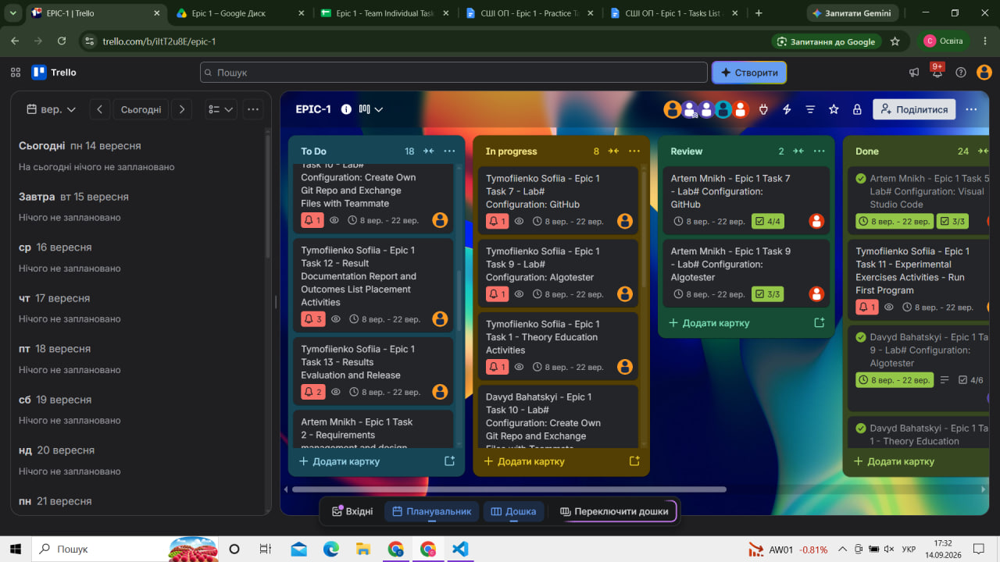 EPIC-1 | Trello
Epic 1 – Google Диск
Epic 1 - Team Individual Task
СШІ ОП - Epic 1 - Practice Ta
СШІ ОП - Epic 1 - Tasks List
Запитати Gemini
trello.com/b/iItT2u8E/epic-1
Запитання до Google
С Освіта
Trello
Пошук
Створити
9+
вер.
Сьогодні
Сьогодні пн 14 вересня
На сьогодні нічого не заплановано
Завтра вт 15 вересня
Нічого не заплановано
ср 16 вересня
Нічого не заплановано
чт 17 вересня
Нічого не заплановано
пт 18 вересня
Нічого не заплановано
сб 19 вересня
Нічого не заплановано
нд 20 вересня
Нічого не заплановано
пн 21 вересня
EPIC-1
Поділитися
To Do 18
Task 10 - Lab#
Configuration: Create Own
Git Repo and Exchange
Files with Teammate
1 8 вер. - 22 вер.
Tymofiienko Sofiia - Epic 1
Task 12 - Result
Documentation Report and
Outcomes List Placement
Activities
3 8 вер. - 22 вер.
Tymofiienko Sofiia - Epic 1
Task 13 - Results
Evaluation and Release
2 8 вер. - 22 вер.
Artem Mnikh - Epic 1 Task
2 - Requirements
management and design
Додати картку
In progress 8
Tymofiienko Sofiia - Epic 1
Task 7 - Lab#
Configuration: GitHub
1 8 вер. - 22 вер.
Tymofiienko Sofiia - Epic 1
Task 9 - Lab#
Configuration: Algotester
1 8 вер. - 22 вер.
Tymofiienko Sofiia - Epic 1
Task 1 - Theory Education
Activities
1 8 вер. - 22 вер.
Davyd Bahatskyi - Epic 1
Task 10 - Lab#
Configuration: Create Own
Git Repo and Exchange
Files with Teammate
Додати картку
Review 2
Artem Mnikh - Epic 1 Task 7
- Lab# Configuration:
GitHub
8 вер. - 22 вер. 4/4
Artem Mnikh - Epic 1 Task 9
- Lab# Configuration:
Algotester
8 вер. - 22 вер. 3/3
Додати картку
Done 24
Artem Mnikh - Epic 1 Task 5
Lab# Configuration: Visual
Studio Code
8 вер. - 22 вер. 3/3
Tymofiienko Sofiia - Epic 1
Task 11 - Experimental
Exercises Activities - Run
First Program
1 8 вер. - 22 вер.
Davyd Bahatskyi - Epic 1 Ta
9 - Lab# Configuration:
Algotester
8 вер. - 22 вер. 4/6
Davyd Bahatskyi - Epic 1 Ta
1 - Theory Education
Додати картку
Вхідні
Планувальник
Дошка
Переключити дошки
Пошук
AW01 -0.81%
УКР
17:32
14.09.2026